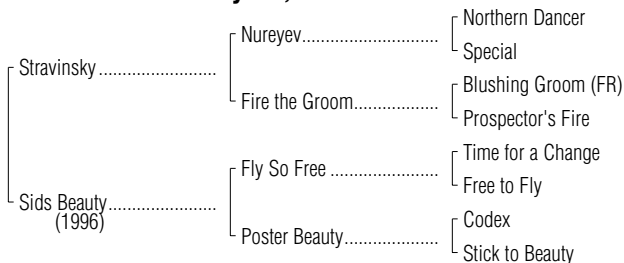 Northern Dancer
Nureyev
Special
Stravinsky
Blushing Groom (FR)
Fire the Groom
Prospector's Fire
Time for a Change
Fly So Free
Free to Fly
Sids Beauty
(1996)
Codex
Poster Beauty
Stick to Beauty